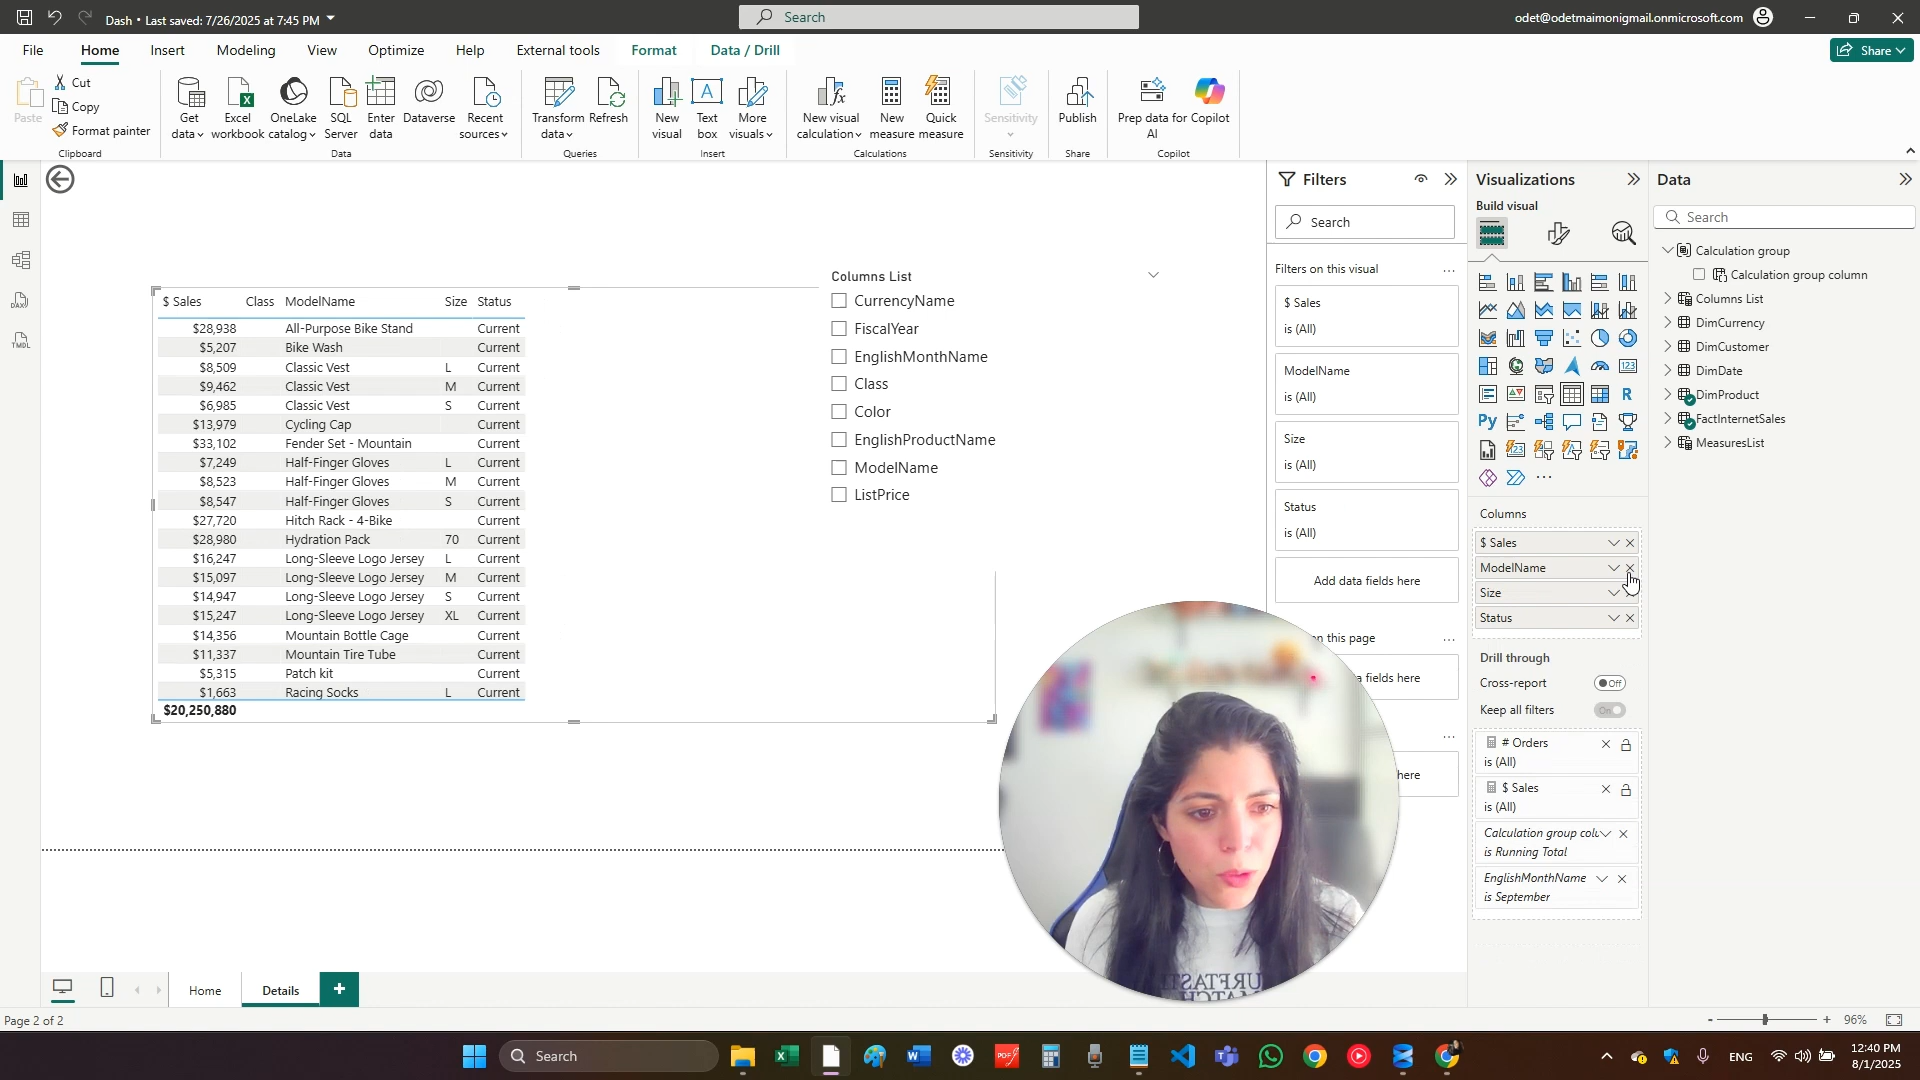 Dash • Last saved: 7/26/2025 at 7:45 PM
Search
odet@odetmaimonigmail.onmicrosoft.com
File
Home
Insert
Modeling
View
Optimize
Help
External tools
Format
Data / Drill
Share
Paste
Cut
Copy
Format painter
Clipboard
Get data
Excel workbook
OneLake catalog
SQL Server
Enter data
Dataverse
Recent sources
Data
Transform data
Refresh
Queries
New visual
Text box
More visuals
Insert
New visual calculation
New measure
Quick measure
Calculations
Sensitivity
Sensitivity
Publish
Share
Prep data for AI
Copilot
Copilot
$ Sales Class ModelName Size Status
$28,938 All-Purpose Bike Stand Current
$5,207 Bike Wash Current
$8,509 Classic Vest L Current
$9,462 Classic Vest M Current
$6,985 Classic Vest S Current
$13,979 Cycling Cap Current
$33,102 Fender Set - Mountain Current
$7,249 Half-Finger Gloves L Current
$8,523 Half-Finger Gloves M Current
$8,547 Half-Finger Gloves S Current
$27,720 Hitch Rack - 4-Bike Current
$28,980 Hydration Pack 70 Current
$16,247 Long-Sleeve Logo Jersey L Current
$15,097 Long-Sleeve Logo Jersey M Current
$14,947 Long-Sleeve Logo Jersey S Current
$15,247 Long-Sleeve Logo Jersey XL Current
$14,356 Mountain Bottle Cage Current
$11,337 Mountain Tire Tube Current
$5,315 Patch kit Current
$1,663 Racing Socks L Current
$20,250,880
Columns List
CurrencyName
FiscalYear
EnglishMonthName
Class
Color
EnglishProductName
ModelName
ListPrice
Filters
Search
Filters on this visual
$ Sales
is (All)
ModelName
is (All)
Size
is (All)
Status
is (All)
Add data fields here
on this page
fields here
here
Visualizations
Build visual
Columns
$ Sales
ModelName
Size
Status
Drill through
Cross-report
Off
Keep all filters
On
# Orders
is (All)
$ Sales
is (All)
Calculation group colu
is Running Total
EnglishMonthName
is September
Data
Search
Calculation group
Calculation group column
Columns List
DimCurrency
DimCustomer
DimDate
DimProduct
FactInternetSales
MeasuresList
Home
Details
Page 2 of 2
96%
Search
ENG
12:40 PM
8/1/2025